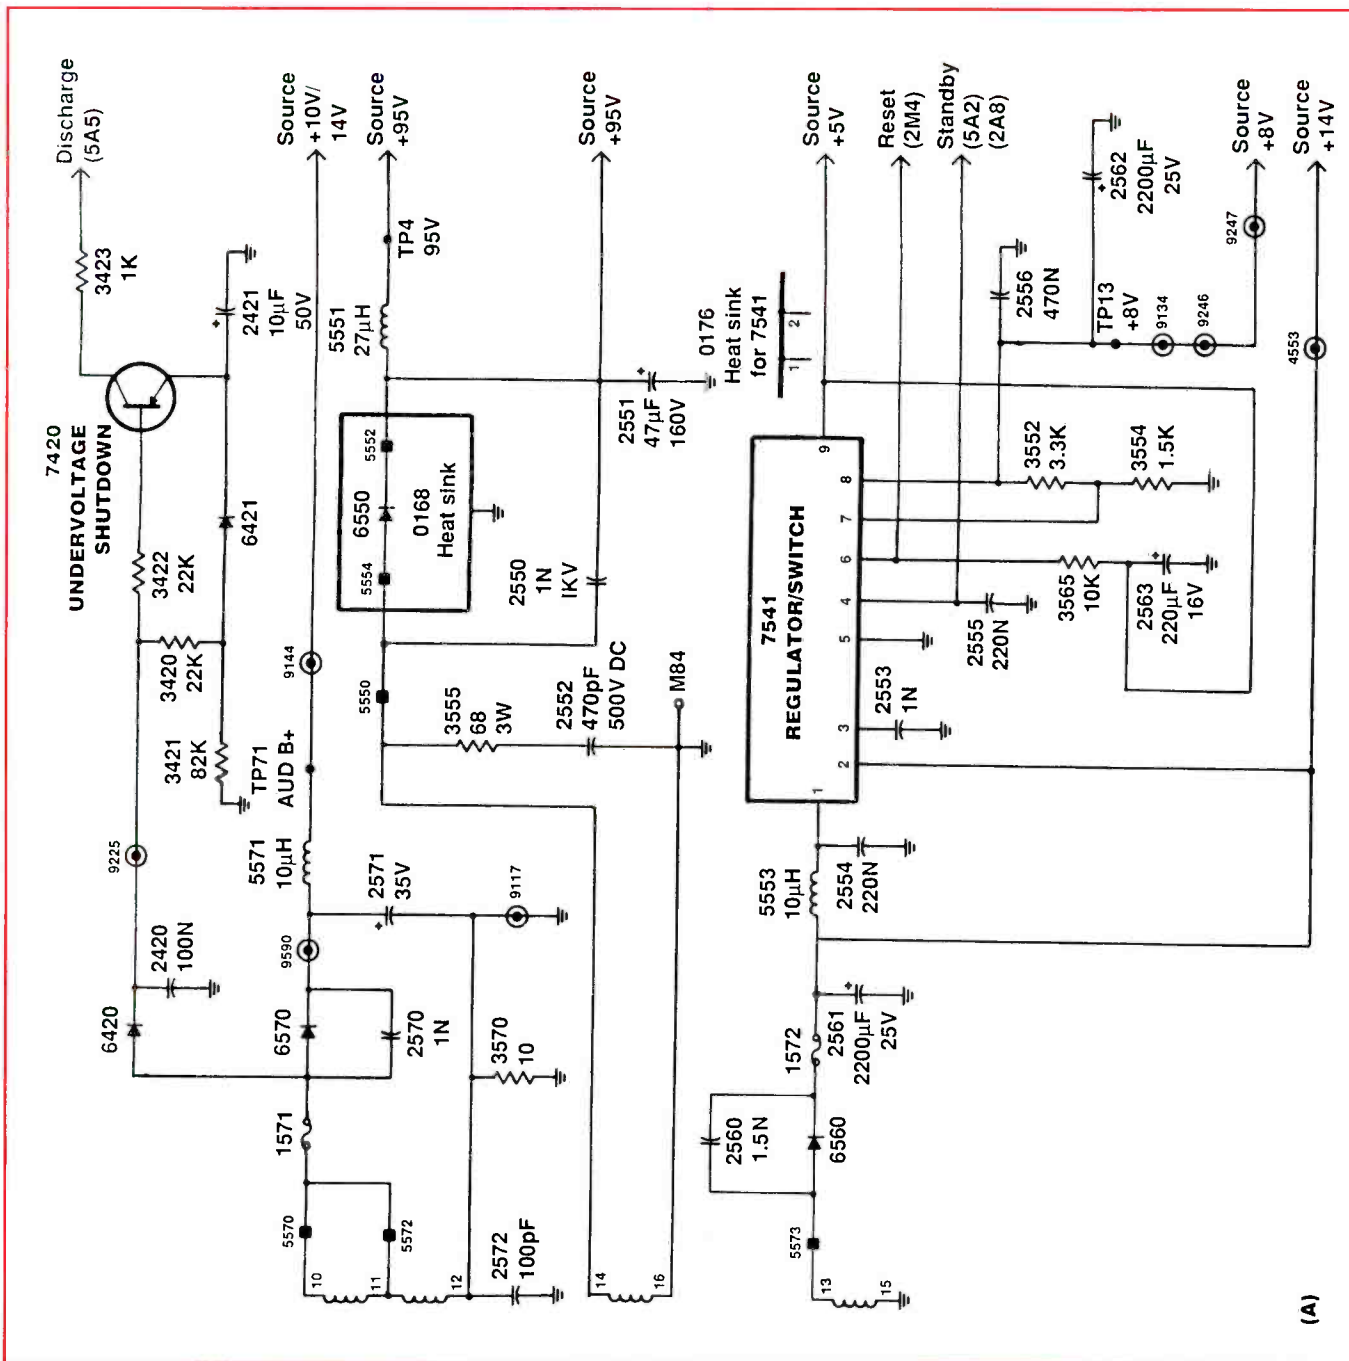 Discharge
(5A5)
3423
1K
7420
UNDERVOLTAGE
SHUTDOWN
2421
10µF
50V
3422
22K
6421
3420
22K
3421
82K
9225
2420
100N
6420
Source
+10V/
14V
9144
TP71
AUD B+
5571
10µH
2571
35V
9117
9590
6570
2570
1N
3570
10
1571
5570
5572
10
11
12
2572
100pF
Source
+95V
TP4
95V
5551
27µH
5552
6550
5554
0168
Heat sink
2550
1N
IKV
Source
+95V
2551
47µF
160V
5550
3555
68
3W
2552
470pF
500V DC
M84
14
16
0176
Heat sink
for 7541
1
2
Source
+5V
Reset
(2M4)
Standby
(5A2)
(2A8)
2562
2200µF
25V
2556
470N
TP13
+8V
9134
9246
9247
Source
+8V
Source
+14V
4553
7541
REGULATOR/SWITCH
9
8
7
6
4
5
3
2
1
3552
3.3K
3554
1.5K
3565
10K
2563
220µF
16V
2555
220N
2553
1N
5553
10µH
2554
220N
1572
2561
2200µF
25V
2560
1.5N
6560
5573
13
15
(A)